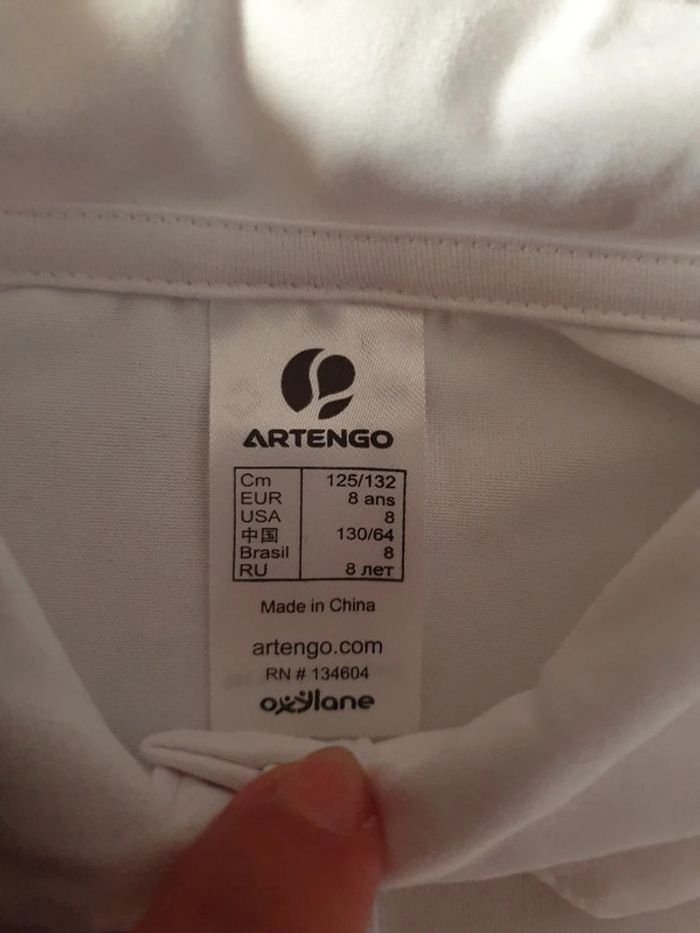 ARTENGO
Cm 125/132
EUR 8 ans
USA 8
中国 130/64
Brasil 8
RU 8 лет
Made in China
artengo.com
RN # 134604
oxylane